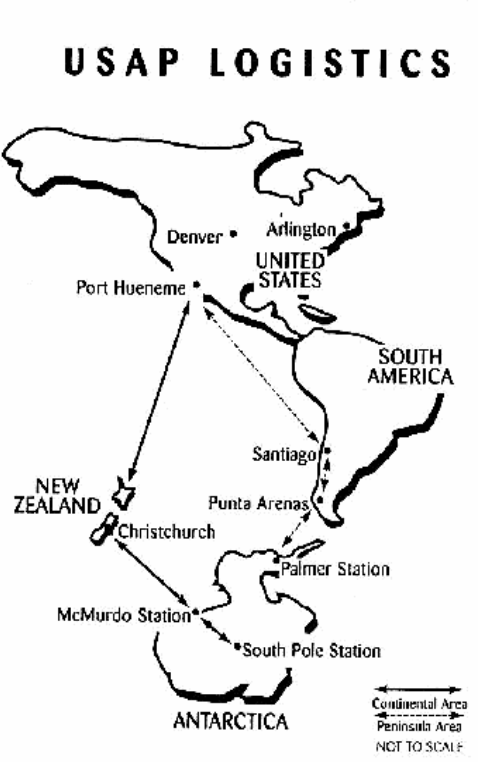 USAP LOGISTICS
Denver
Arlington
UNITED
STATES
Port Hueneme
SOUTH
AMERICA
Santiago
NEW
ZEALAND
Punta Arenas
Christchurch
Palmer Station
McMurdo Station
South Pole Station
ANTARCTICA
Continental Area
Peninsula Area
NOT TO SCALE